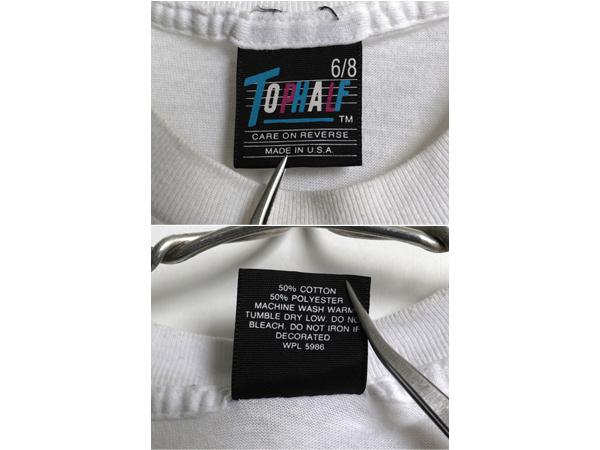 6/8
TOPHALF
TM
CARE ON REVERSE
MADE IN U.S.A.
50% COTTON
50% POLYESTER
MACHINE WASH WARM
TUMBLE DRY LOW. DO NO
BLEACH. DO NOT IRON IF
DECORATED.
WPL 5986